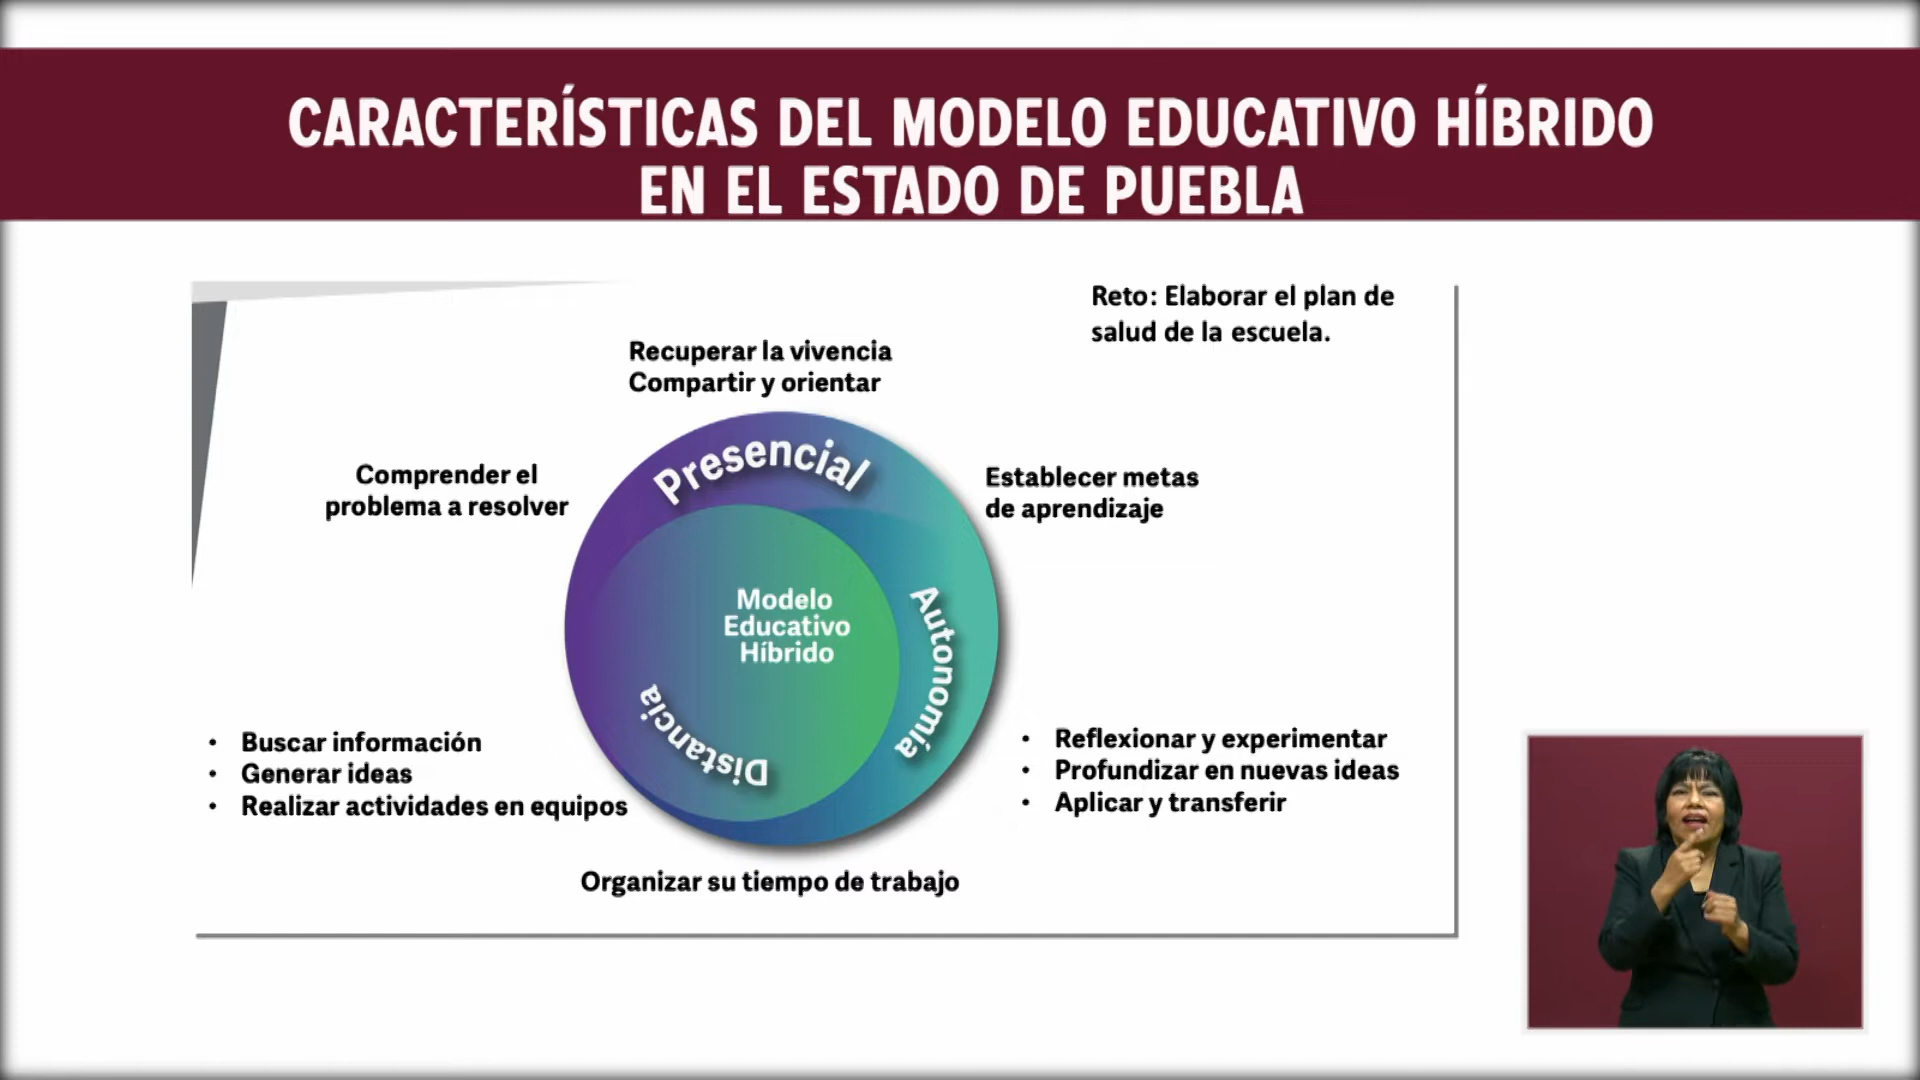 CARACTERÍSTICAS DEL MODELO EDUCATIVO HÍBRIDO
EN EL ESTADO DE PUEBLA
Reto: Elaborar el plan de
salud de la escuela.
Recuperar la vivencia
Compartir y orientar
Comprender el
problema a resolver
Presencial
Establecer metas
de aprendizaje
Modelo
Educativo
Híbrido
Autonomía
Distancia
• Buscar información
• Generar ideas
• Realizar actividades en equipos
• Reflexionar y experimentar
• Profundizar en nuevas ideas
• Aplicar y transferir
Organizar su tiempo de trabajo